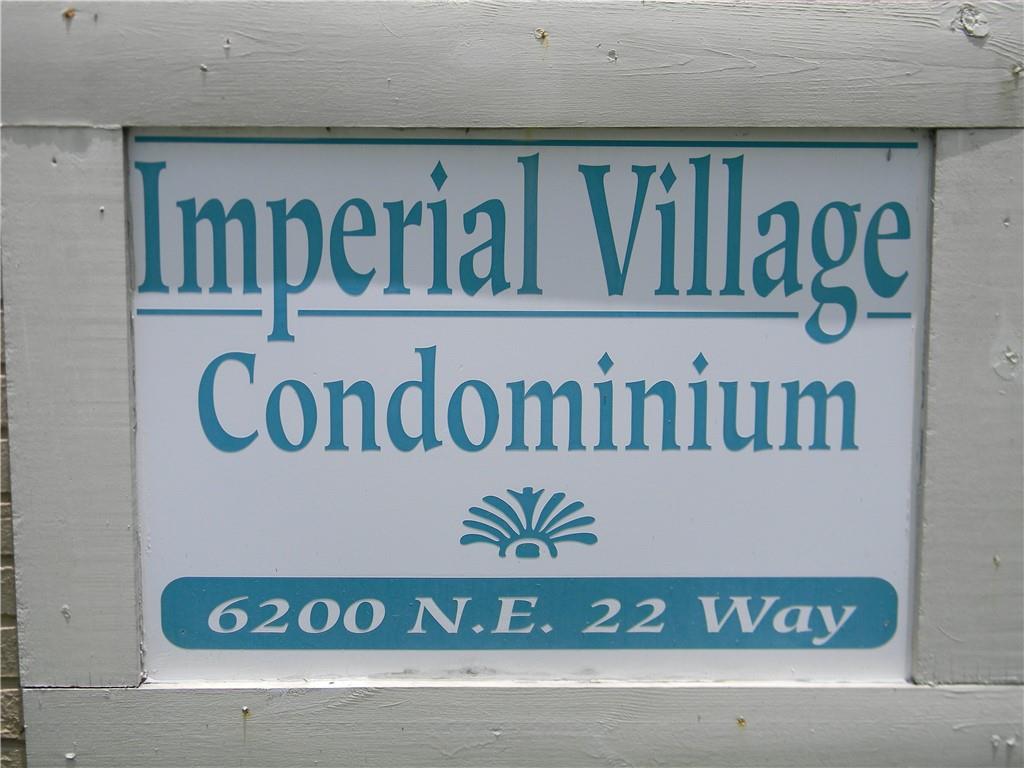 Imperial Village
Condominium
6200 N.E. 22 Way